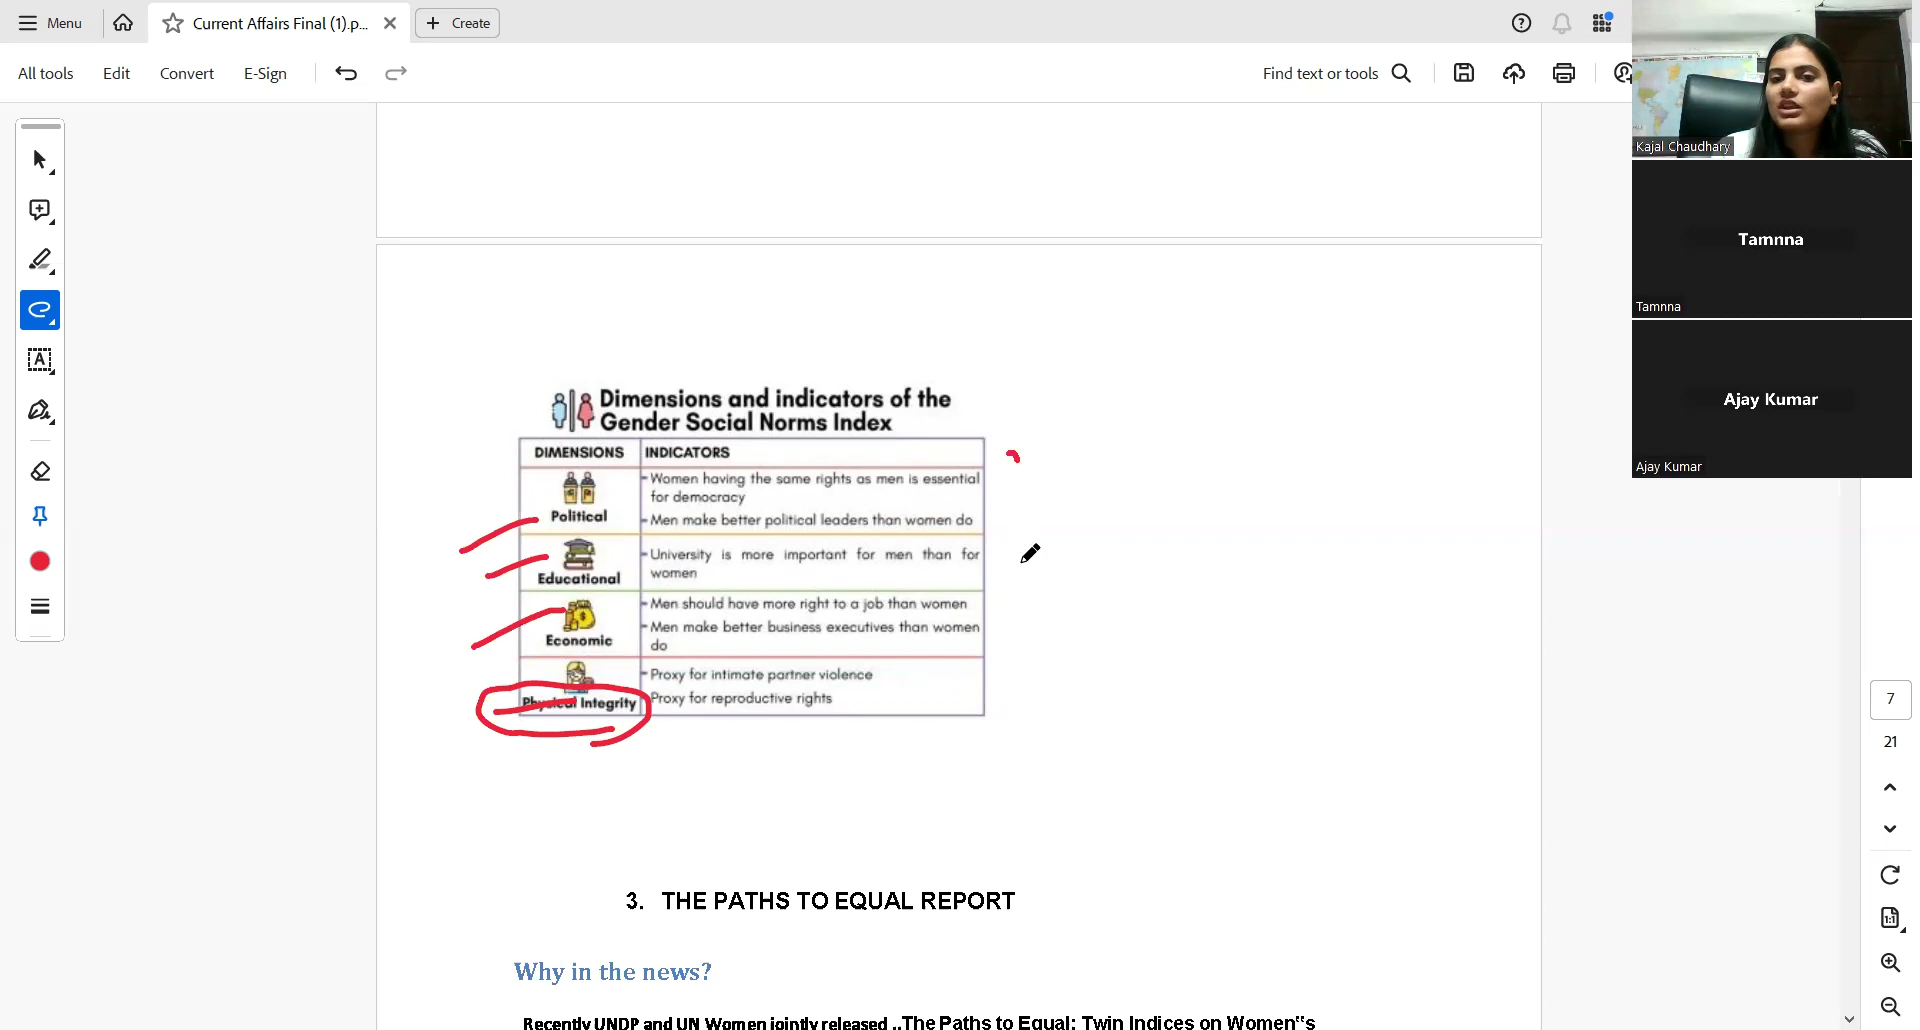 Menu
Current Affairs Final (1).p...
Create
All tools
Edit
Convert
E-Sign
Find text or tools
Kajal Chaudhary
Tamnna
Tamnna
Ajay Kumar
Ajay Kumar
Dimensions and indicators of the
Gender Social Norms Index
DIMENSIONS
INDICATORS
Political
- Women having the same rights as men is essential
for democracy
- Men make better political leaders than women do
Educational
- University is more important for men than for
women
Economic
- Men should have more right to a job than women
- Men make better business executives than women
do
Physical Integrity
- Proxy for intimate partner violence
Proxy for reproductive rights
7
21
3. THE PATHS TO EQUAL REPORT
Why in the news?
Recently UNDP and UN Women jointly released ,,The Paths to Equal: Twin Indices on Women‟s